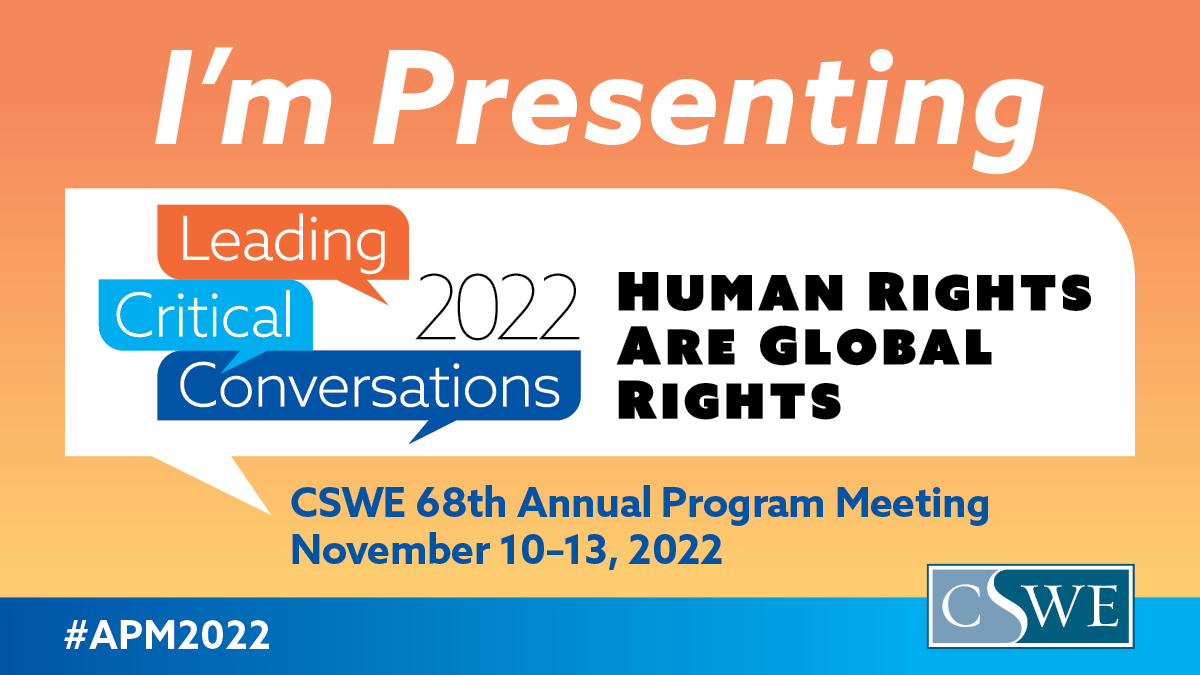 I'm Presenting
Leading
Critical
Conversations
2022
HUMAN RIGHTS
ARE GLOBAL
RIGHTS
CSWE 68th Annual Program Meeting
November 10–13, 2022
#APM2022
CSWE